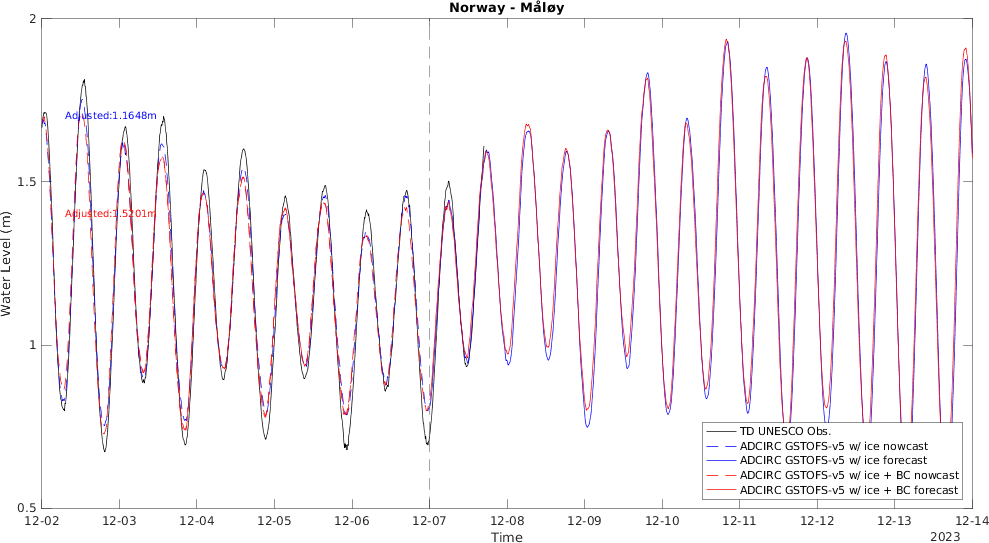 Norway - Måløy
2
Adjusted:1.1648m
1.5
Adjusted:1.5201m
Water Level (m)
1
TD UNESCO Obs.
ADCIRC GSTOFS-v5 w/ ice nowcast
ADCIRC GSTOFS-v5 w/ ice forecast
ADCIRC GSTOFS-v5 w/ ice + BC nowcast
ADCIRC GSTOFS-v5 w/ ice + BC forecast
0.5
12-02 12-03 12-04 12-05 12-06 12-07 12-08 12-09 12-10 12-11 12-12 12-13 12-14
Time
2023